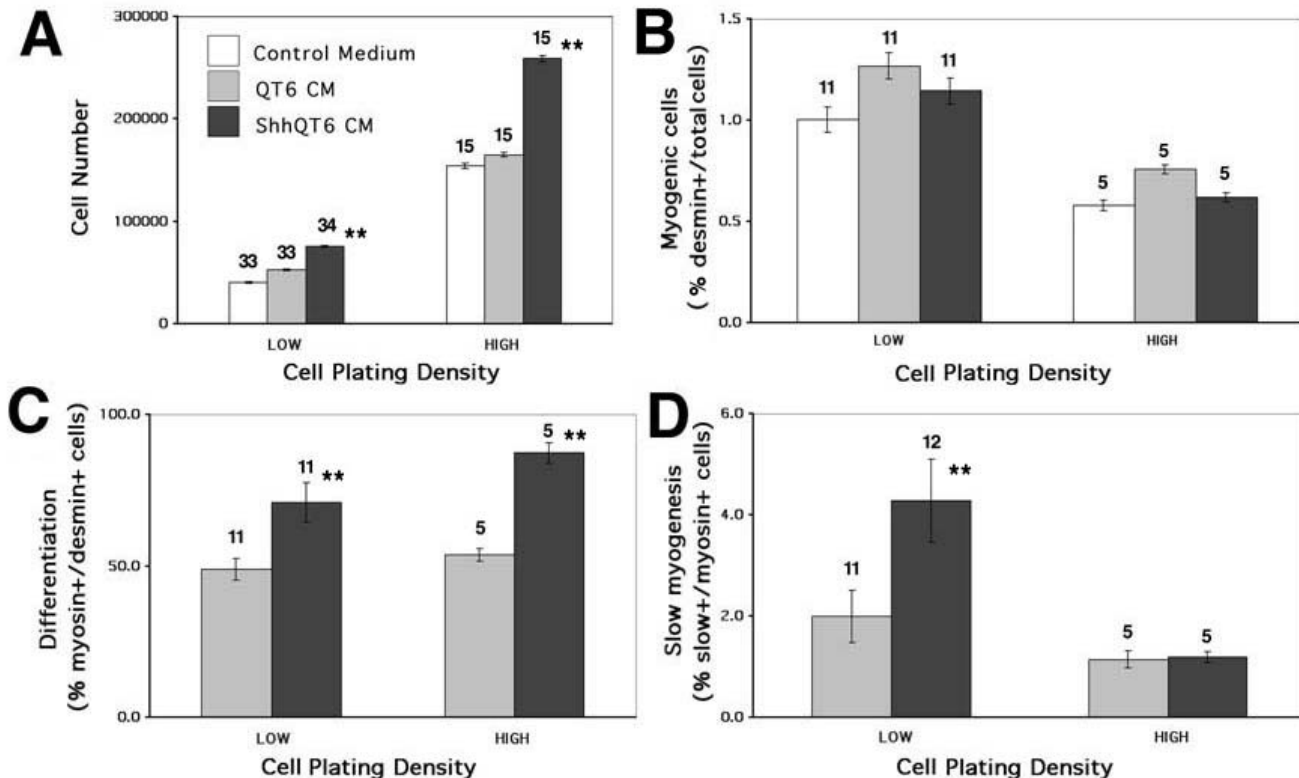 A
300000
200000
100000
0
Cell Number
Control Medium
QT6 CM
ShhQT6 CM
33
33
34
**
15
15
15
**
LOW
HIGH
Cell Plating Density
B
1.5
1.0
0.5
0.0
Myogenic cells
( % desmin+/total cells)
11
11
11
5
5
5
LOW
HIGH
Cell Plating Density
C
100.0
50.0
0.0
Differentiation
(% myosin+/desmin+ cells)
11
11
**
5
5
**
LOW
HIGH
Cell Plating Density
D
6.0
4.0
2.0
0.0
Slow myogenesis
(% slow+/myosin+ cells)
11
12
**
5
5
LOW
HIGH
Cell Plating Density